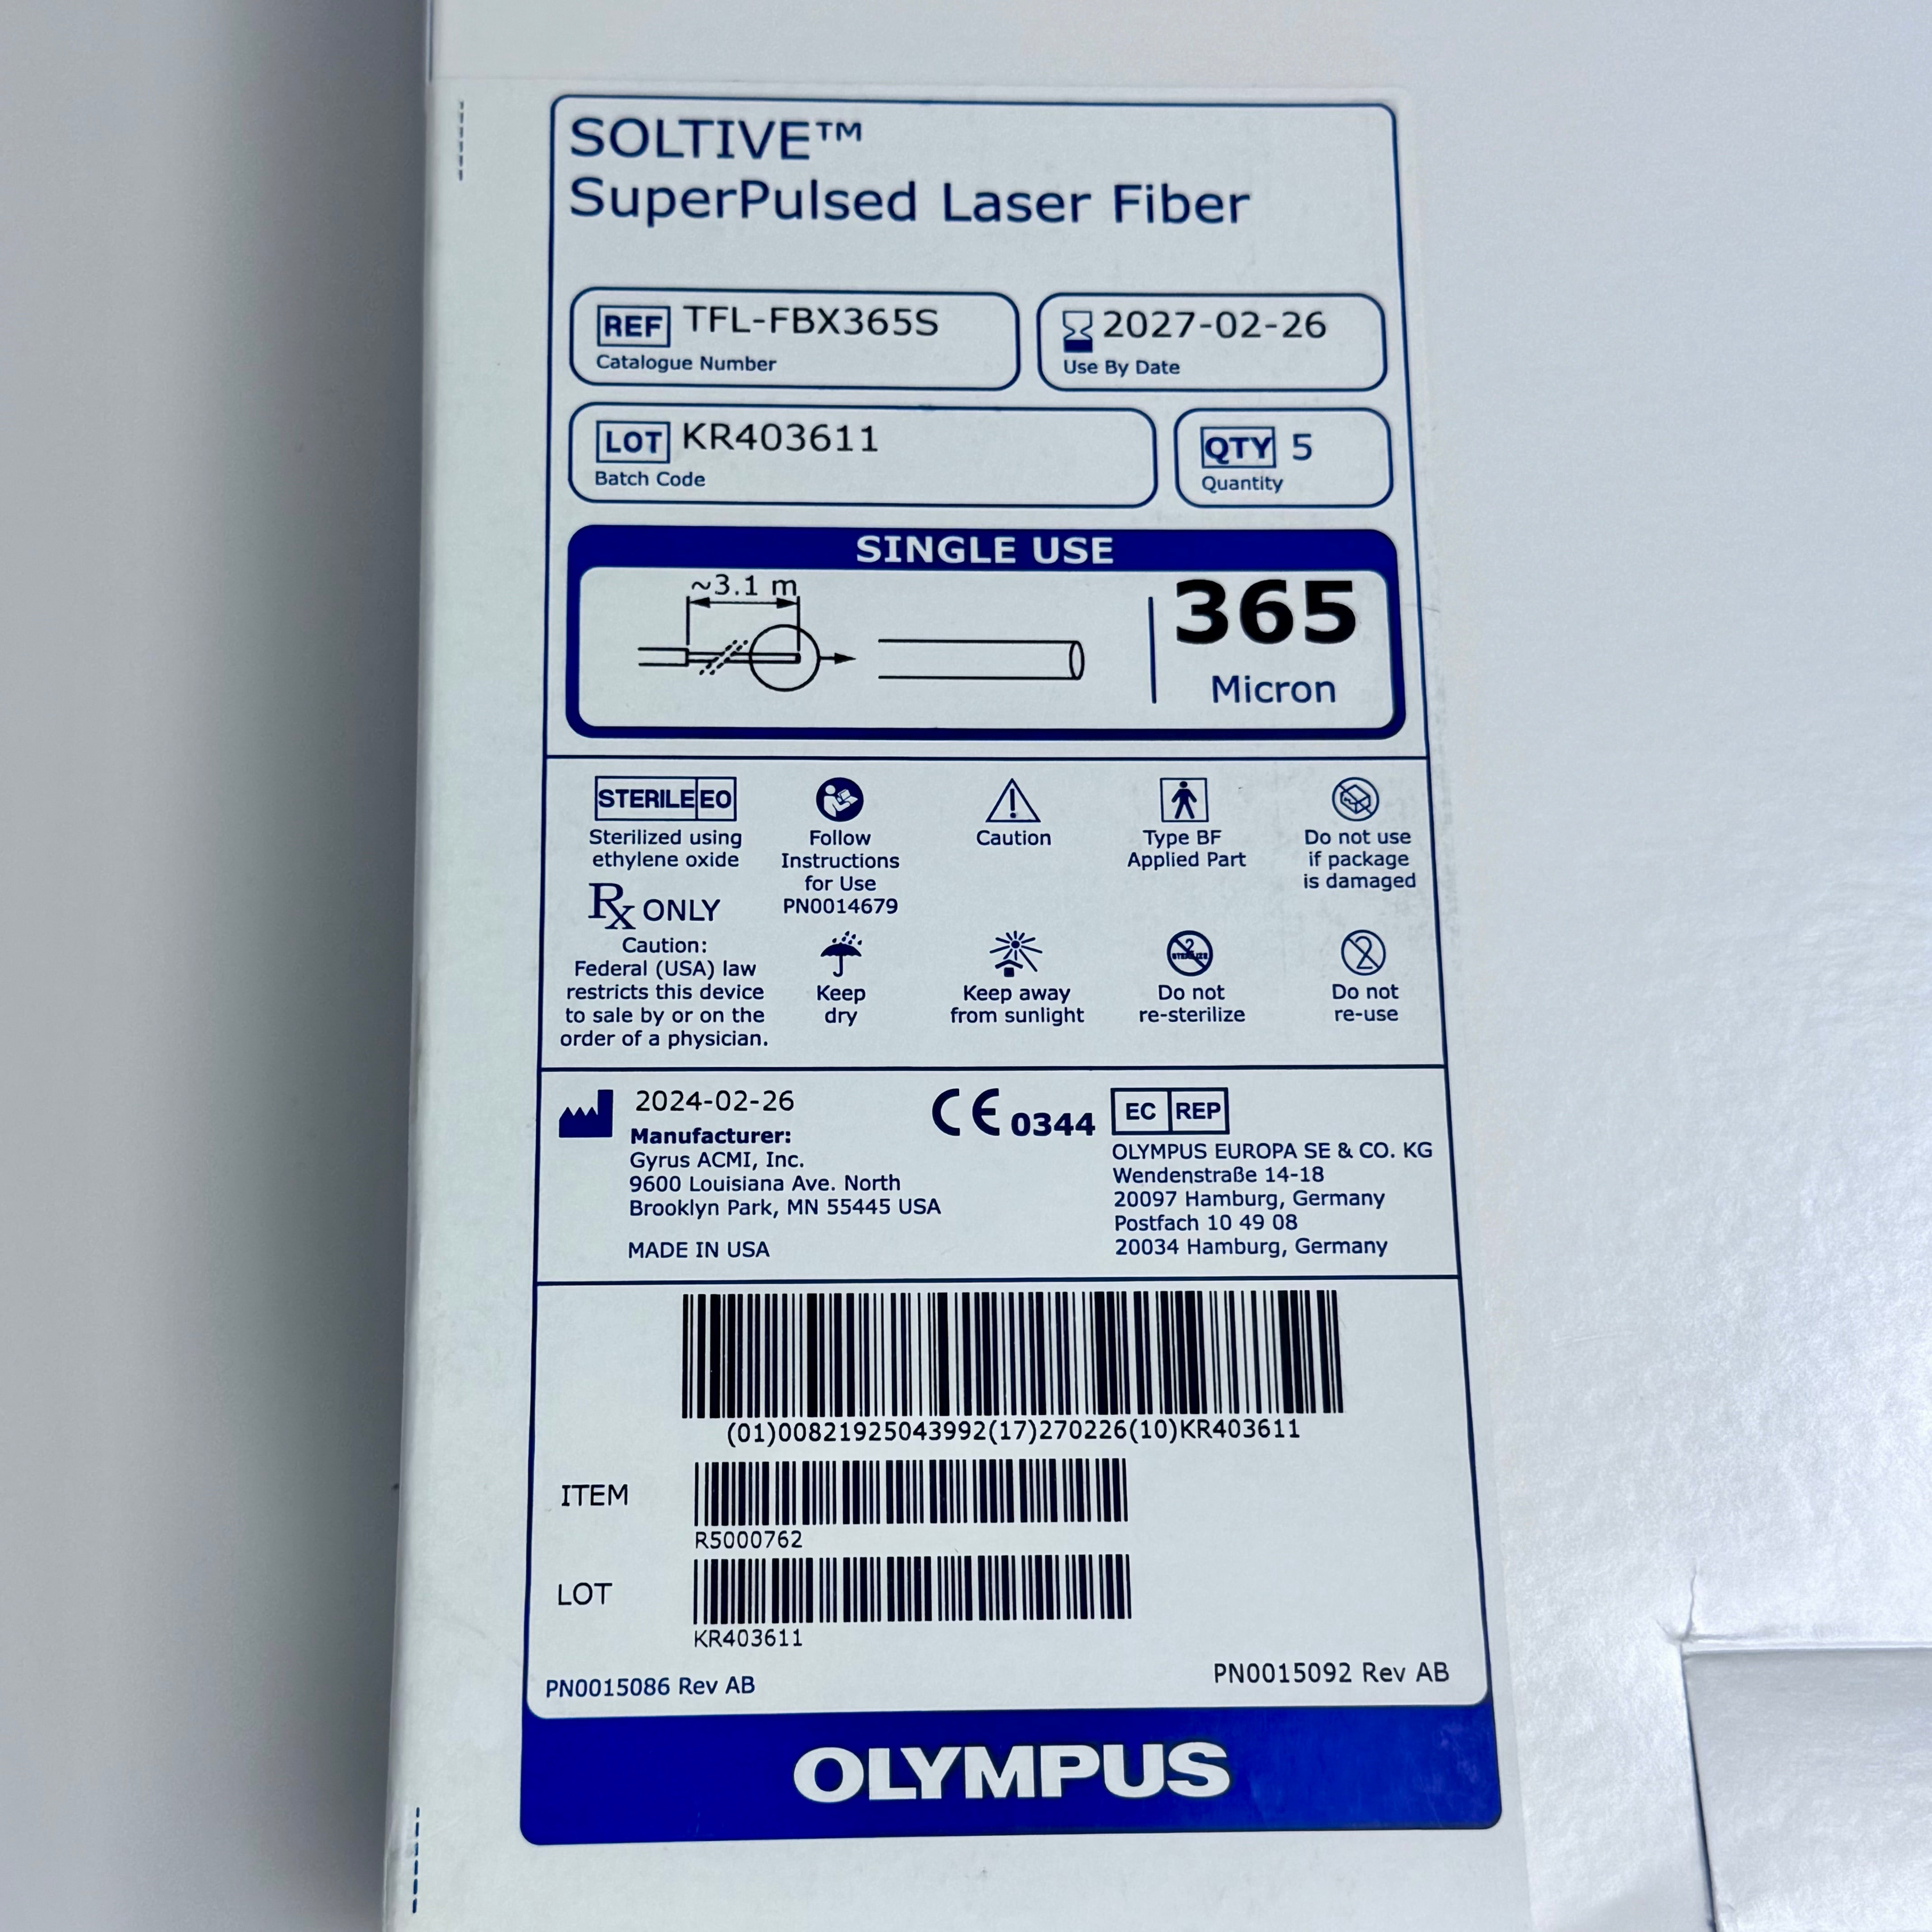 SOLTIVE™
SuperPulsed Laser Fiber
REF TFL-FBX365S
Catalogue Number
2027-02-26
Use By Date
LOT KR403611
Batch Code
QTY 5
Quantity
SINGLE USE
~3.1 m
365
Micron
STERILE EO
Sterilized using
ethylene oxide
Follow
Instructions
for Use
PN0014679
Caution
Type BF
Applied Part
Do not use
if package
is damaged
Rx ONLY
Caution:
Federal (USA) law
restricts this device
to sale by or on the
order of a physician.
Keep
dry
Keep away
from sunlight
2
STERILIZE
Do not
re-sterilize
2
Do not
re-use
2024-02-26
Manufacturer:
Gyrus ACMI, Inc.
9600 Louisiana Ave. North
Brooklyn Park, MN 55445 USA
MADE IN USA
CE 0344
EC REP
OLYMPUS EUROPA SE & CO. KG
Wendenstraße 14-18
20097 Hamburg, Germany
Postfach 10 49 08
20034 Hamburg, Germany
(01)00821925043992(17)270226(10)KR403611
ITEM
R5000762
LOT
KR403611
PN0015086 Rev AB
PN0015092 Rev AB
OLYMPUS